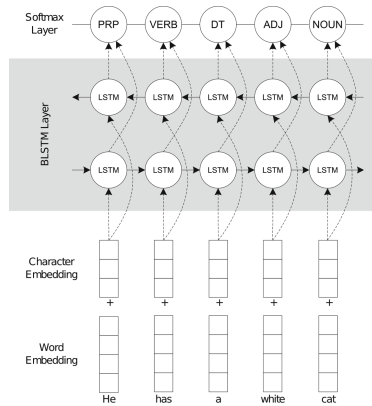 Softmax
Layer
PRP VERB DT ADJ NOUN
BLSTM Layer
LSTM LSTM LSTM LSTM LSTM
LSTM LSTM LSTM LSTM LSTM
Character
Embedding
+ + + + +
Word
Embedding
He has a white cat